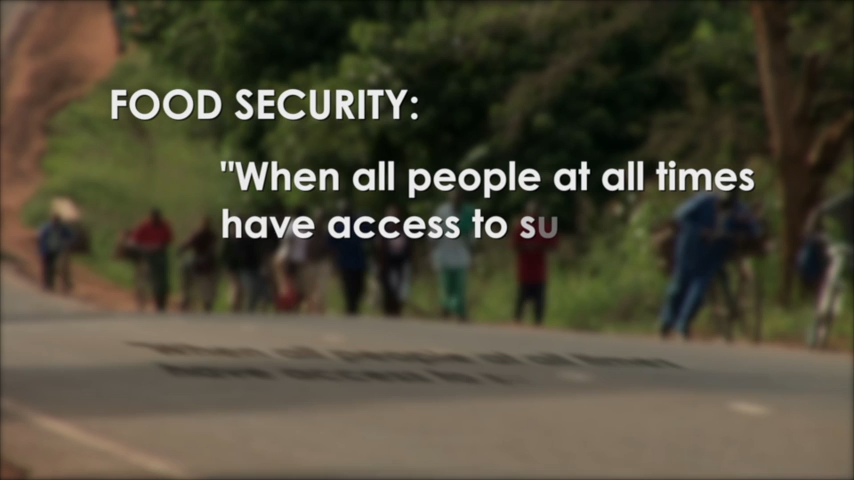 FOOD SECURITY:
"When all people at all times
have access to su